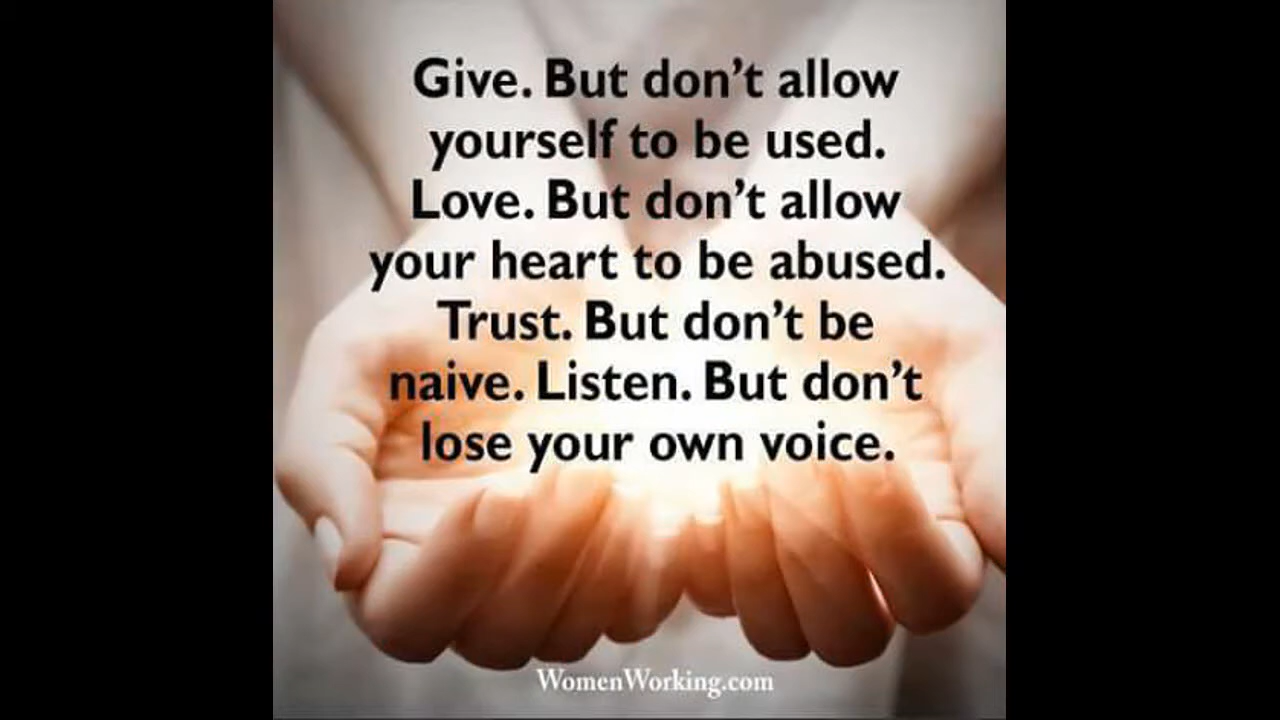 Give. But don’t allow
yourself to be used.
Love. But don’t allow
your heart to be abused.
Trust. But don’t be
naive. Listen. But don’t
lose your own voice.
WomenWorking.com